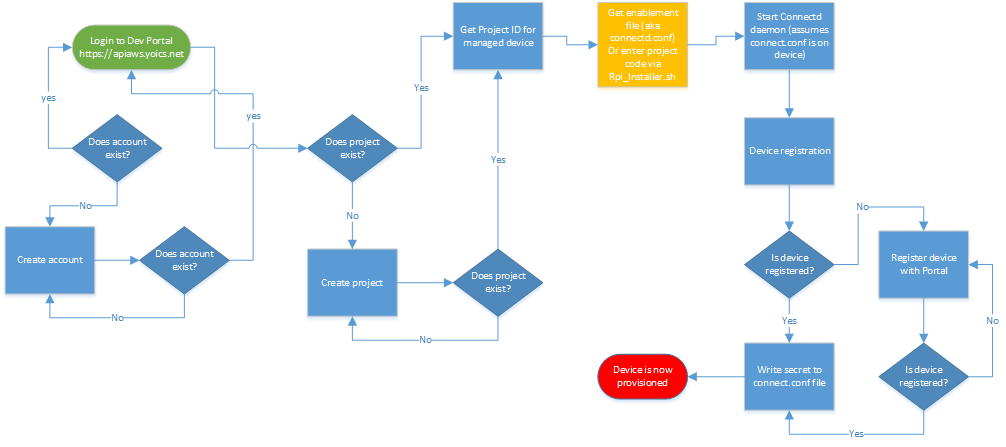 Login to Dev Portal
https://apiaws.yoics.net
yes
Does account
exist?
No
Create account
Does account
exist?
yes
No
Does project
exist?
Yes
No
Create project
Does project
exist?
Yes
No
Get Project ID for
managed device
Get enablement
file (aka
connectd.conf)
Or enter project
code via
Rpi_Installer.sh
Start Connectd
daemon (assumes
connect.conf is on
device)
Device registration
Is device
registered?
No
Yes
Register device
with Portal
Is device
registered?
No
Yes
Write secret to
connect.conf file
Device is now
provisioned